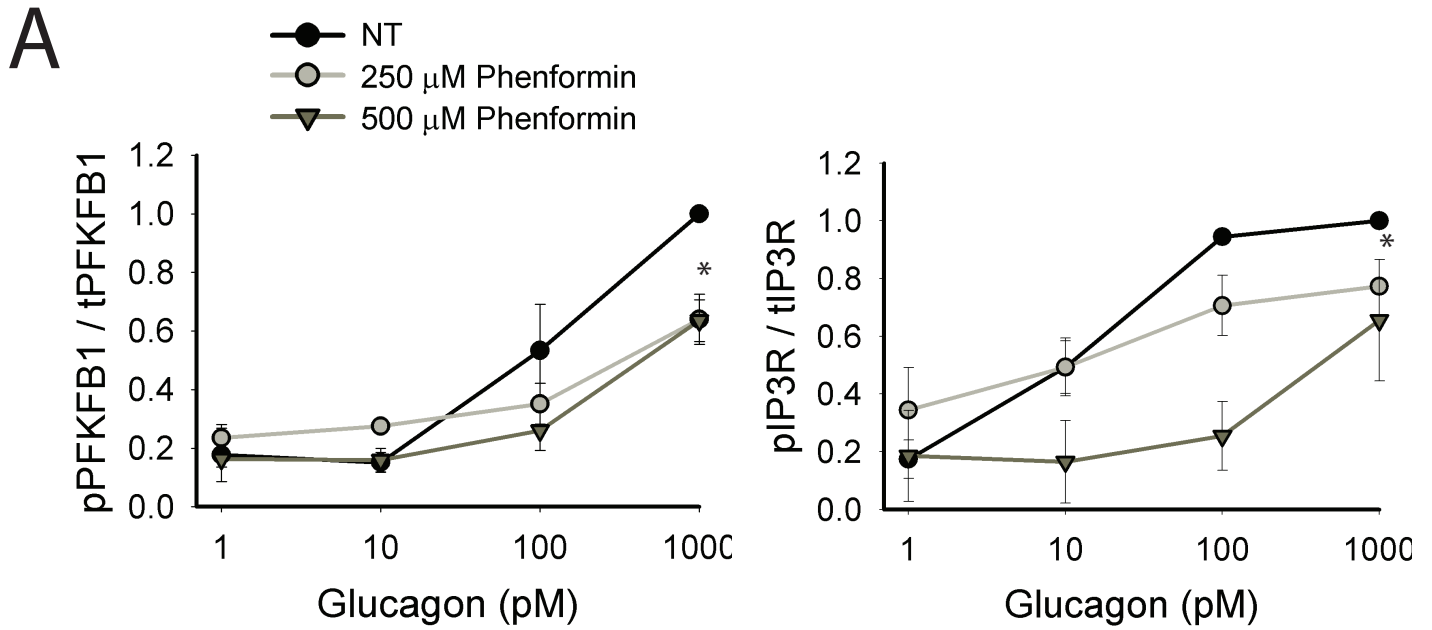 A
NT
250 μM Phenformin
500 μM Phenformin
pPFKFB1 / tPFKFB1
1.2
1.0
0.8
0.6
0.4
0.2
0.0
*
1 10 100 1000
Glucagon (pM)
pIP3R / tIP3R
1.2
1.0
0.8
0.6
0.4
0.2
0.0
*
1 10 100 1000
Glucagon (pM)